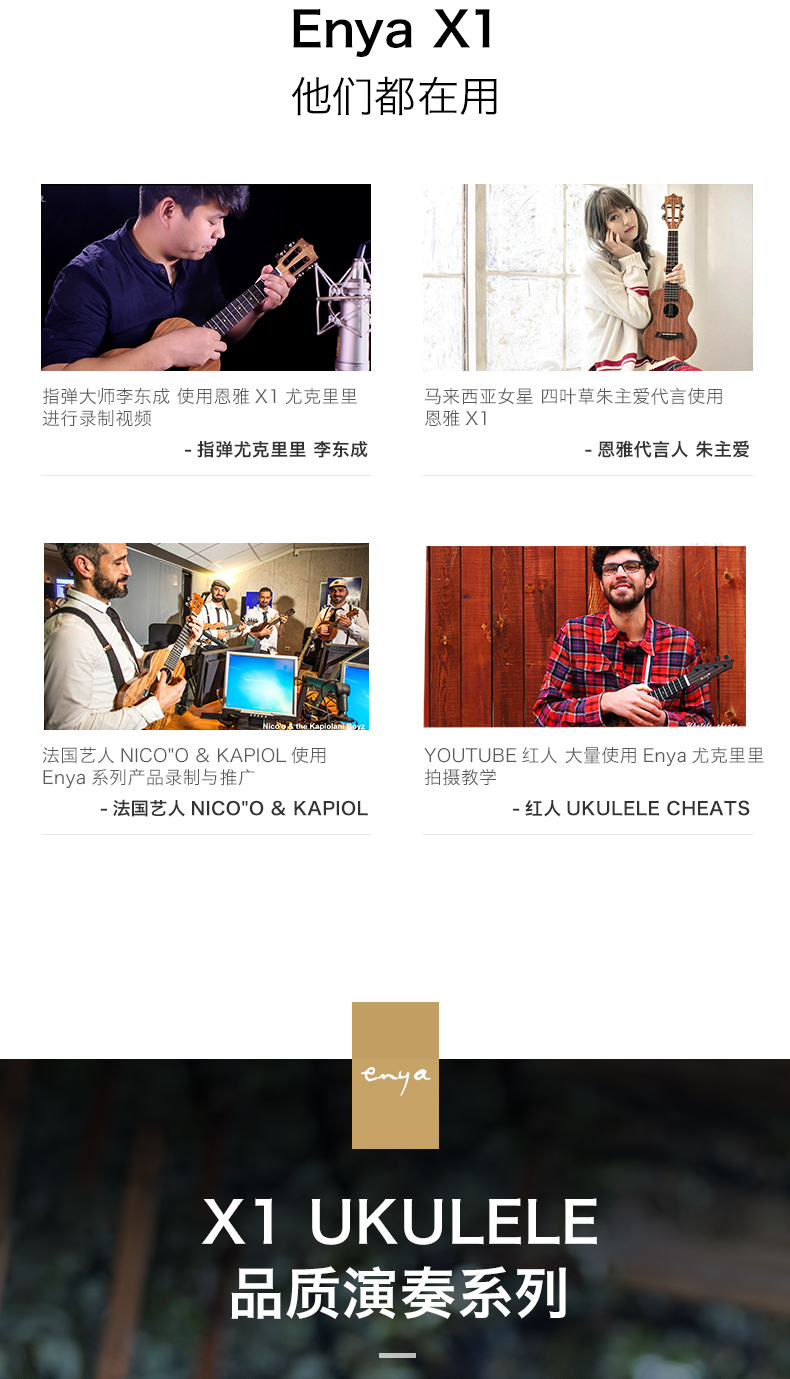 Enya X1
他们都在用
指弹大师李东成 使用恩雅 X1 尤克里里
进行录制视频
- 指弹尤克里里 李东成
马来西亚女星 四叶草朱主爱代言使用
恩雅 X1
- 恩雅代言人 朱主爱
Nico'o & the Kapiolani Boyz
法国艺人 NICO"O & KAPIOL 使用
Enya 系列产品录制与推广
- 法国艺人 NICO"O & KAPIOL
YOUTUBE 红人 大量使用 Enya 尤克里里
拍摄教学
- 红人 UKULELE CHEATS
enya
X1 UKULELE
品质演奏系列